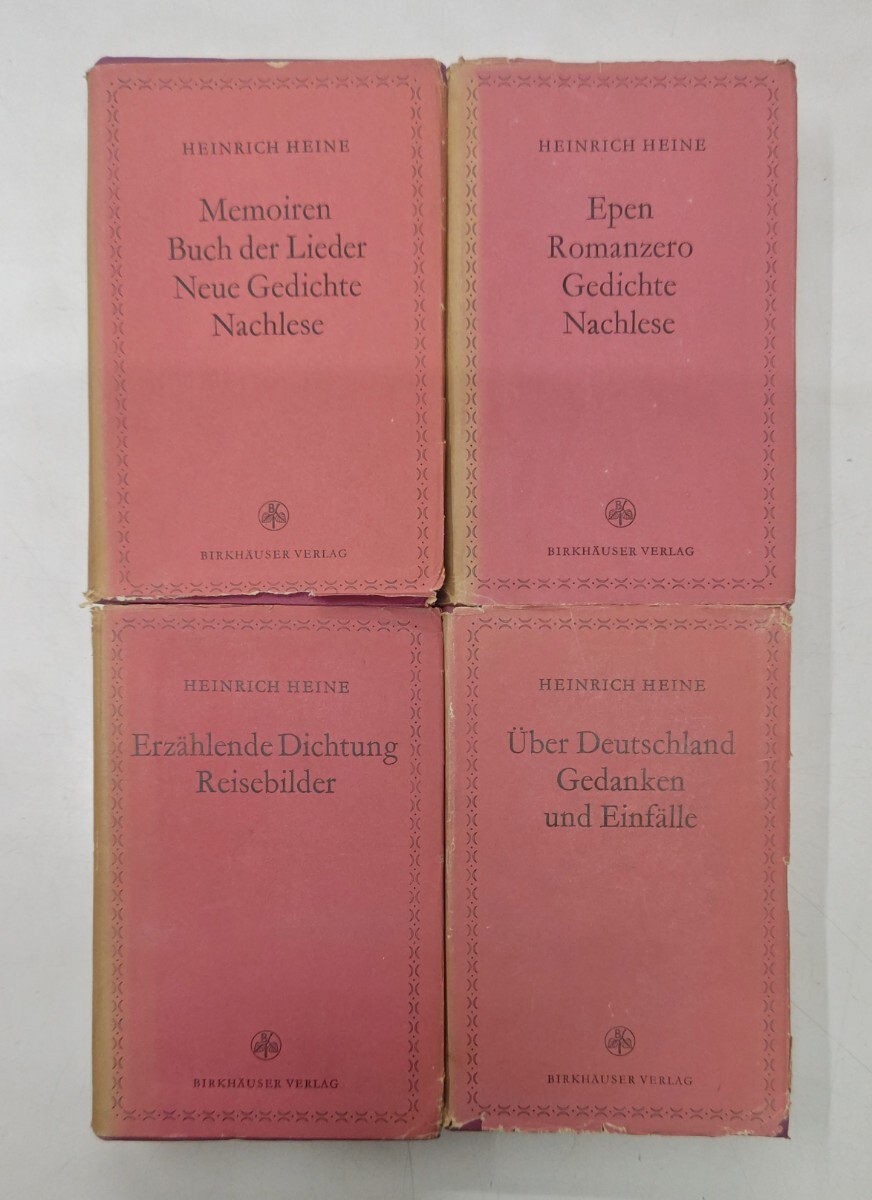 HEINRICH HEINE
Memoiren
Buch der Lieder
Neue Gedichte
Nachlese
BIRKHÄUSER VERLAG
HEINRICH HEINE
Epen
Romanzero
Gedichte
Nachlese
BIRKHÄUSER VERLAG
HEINRICH HEINE
Erzählende Dichtung
Reisebilder
BIRKHÄUSER VERLAG
HEINRICH HEINE
Über Deutschland
Gedanken
und Einfälle
BIRKHÄUSER VERLAG